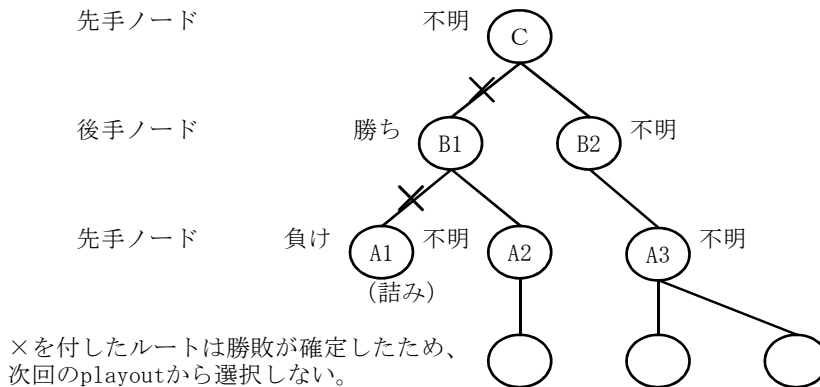 先手ノード 不明 C
後手ノード 勝ち B1 B2 不明
先手ノード 負け A1 不明 A2 A3 不明
(詰み)
×を付したルートは勝敗が確定したため、
次回のplayoutから選択しない。